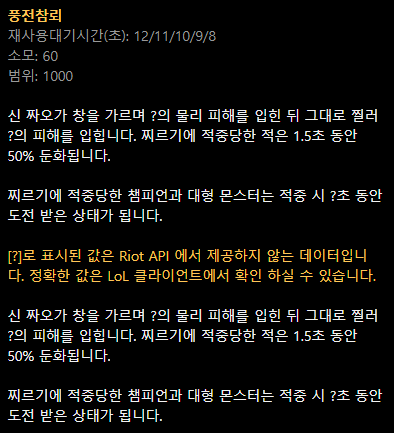 풍전참뢰
재사용대기시간(초): 12/11/10/9/8
소모: 60
범위: 1000
신 짜오가 창을 가르며 ?의 물리 피해를 입힌 뒤 그대로 찔러
?의 피해를 입힙니다. 찌르기에 적중당한 적은 1.5초 동안
50% 둔화됩니다.
찌르기에 적중당한 챔피언과 대형 몬스터는 적중 시 ?초 동안
도전 받은 상태가 됩니다.
[?]로 표시된 값은 Riot API 에서 제공하지 않는 데이터입니
다. 정확한 값은 LoL 클라이언트에서 확인 하실 수 있습니다.
신 짜오가 창을 가르며 ?의 물리 피해를 입힌 뒤 그대로 찔러
?의 피해를 입힙니다. 찌르기에 적중당한 적은 1.5초 동안
50% 둔화됩니다.
찌르기에 적중당한 챔피언과 대형 몬스터는 적중 시 ?초 동안
도전 받은 상태가 됩니다.